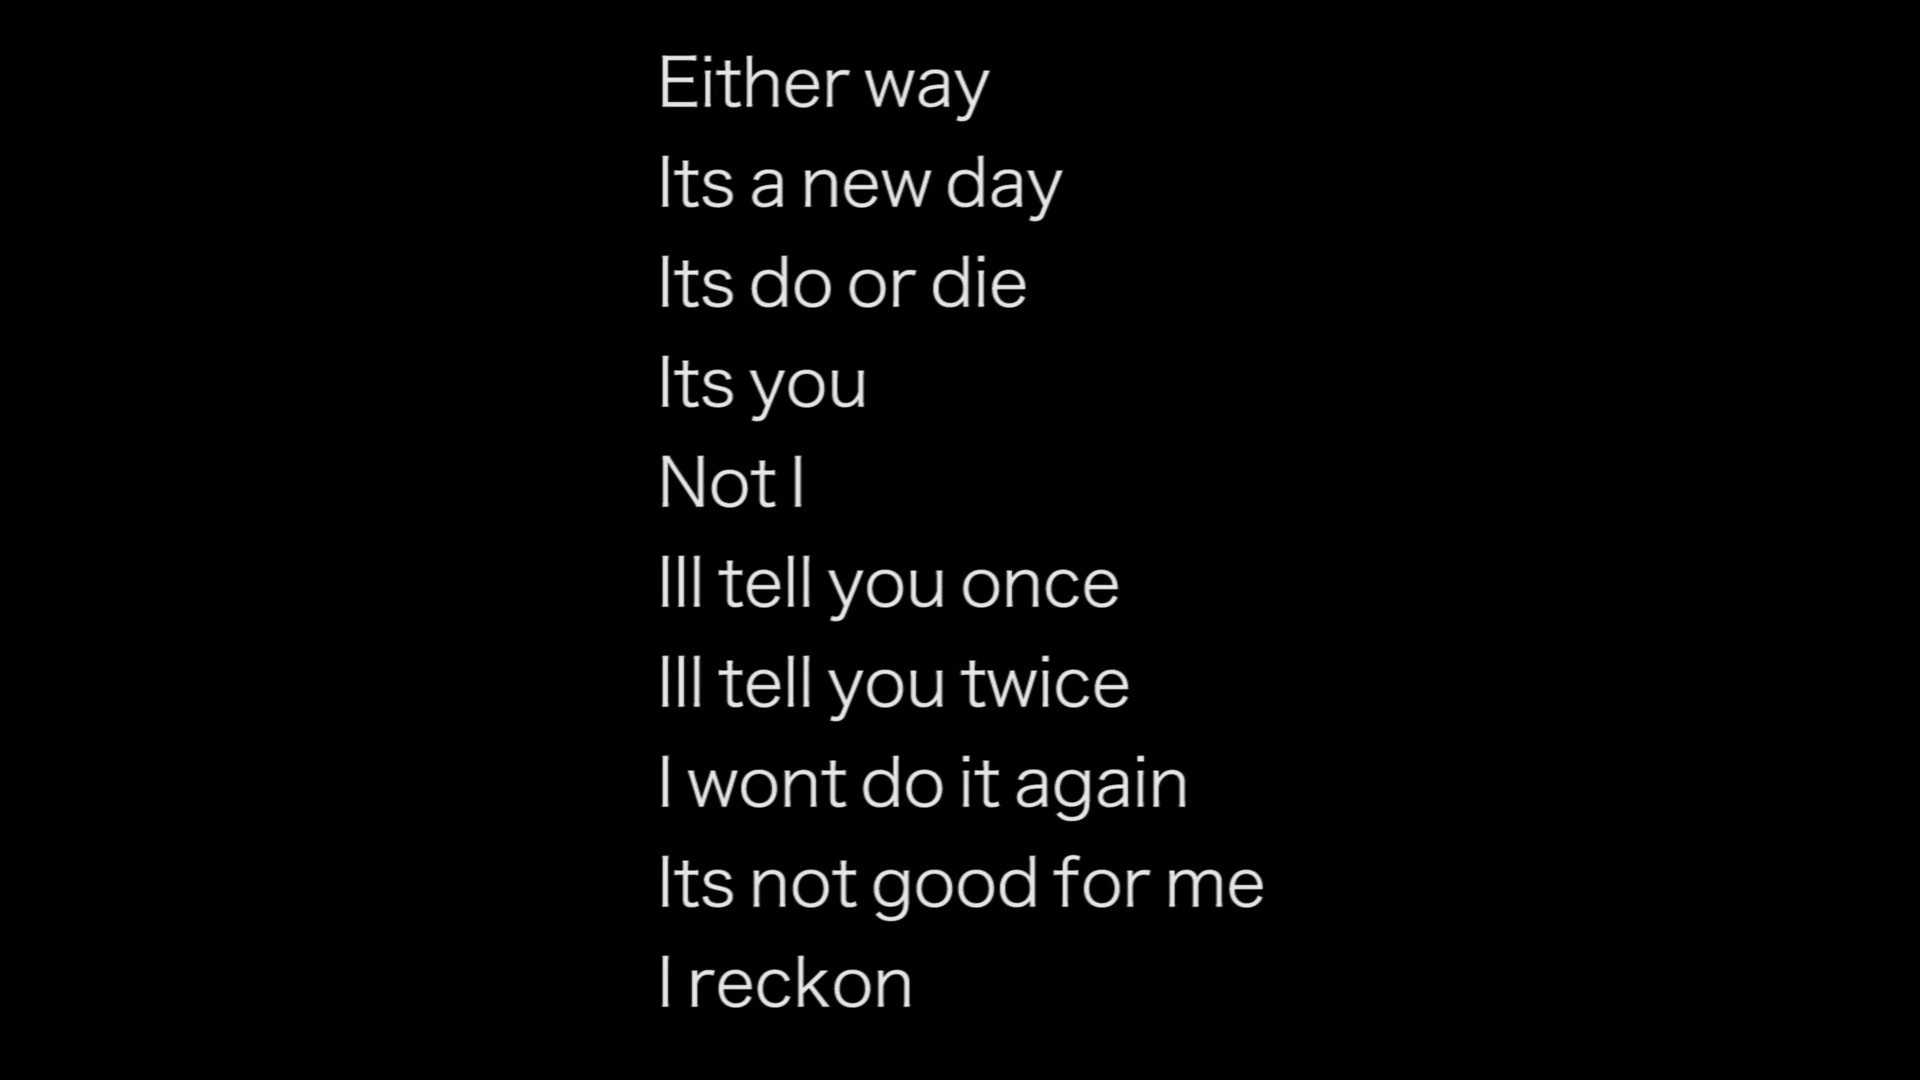 Either way
Its a new day
Its do or die
Its you
Not I
Ill tell you once
Ill tell you twice
I wont do it again
Its not good for me
I reckon